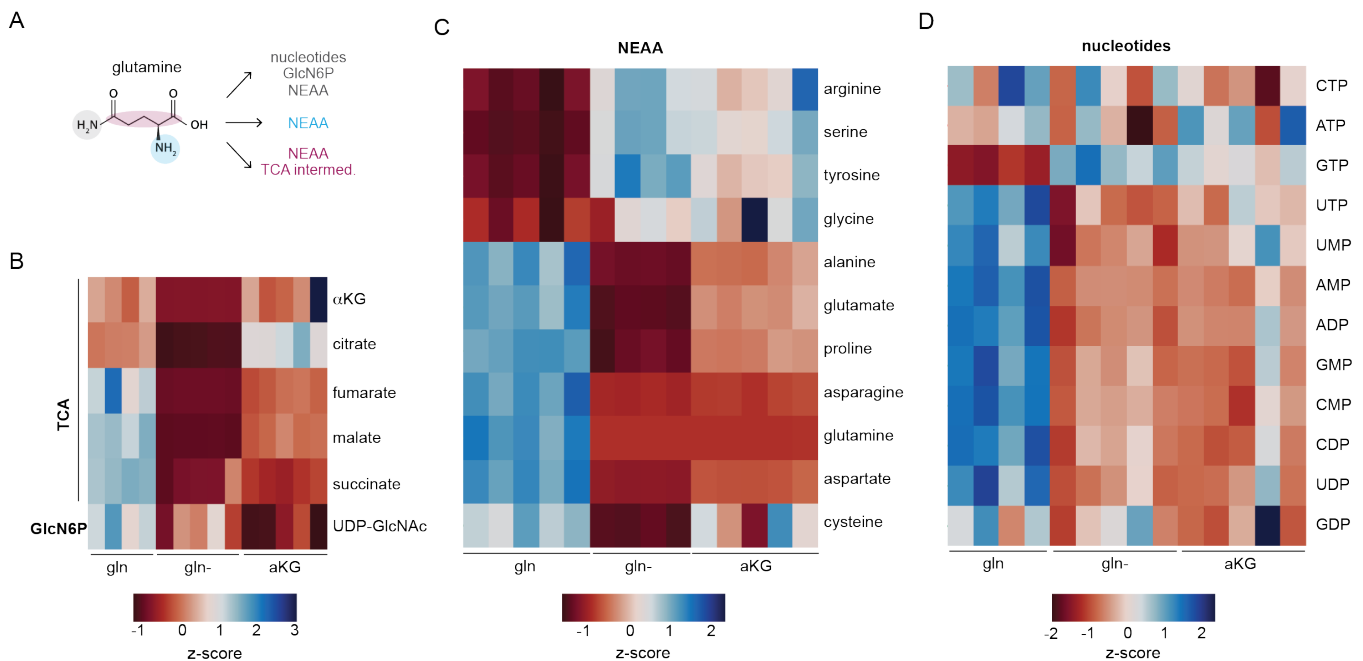 A
glutamine
O
O
H₂N
OH
NH₂
nucleotides
GlcN6P
NEAA
NEAA
NEAA
TCA intermed.
B
TCA
αKG
citrate
fumarate
malate
succinate
GlcN6P
UDP-GlcNAc
gln
gln-
aKG
-1 0 1 2 3
z-score
C
NEAA
arginine
serine
tyrosine
glycine
alanine
glutamate
proline
asparagine
glutamine
aspartate
cysteine
gln
gln-
aKG
-1 0 1 2
z-score
D
nucleotides
CTP
ATP
GTP
UTP
UMP
AMP
ADP
GMP
CMP
CDP
UDP
GDP
gln
gln-
aKG
-2 -1 0 1 2
z-score